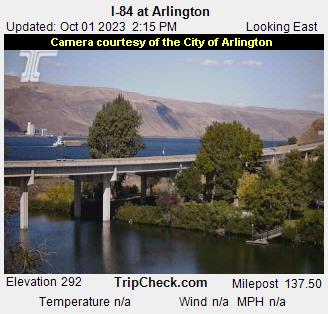 I-84 at Arlington
Updated: Oct 01 2023 2:15 PM Looking East
Camera courtesy of the City of Arlington
Elevation 292 TripCheck.com Milepost 137.50
Temperature n/a Wind n/a MPH n/a